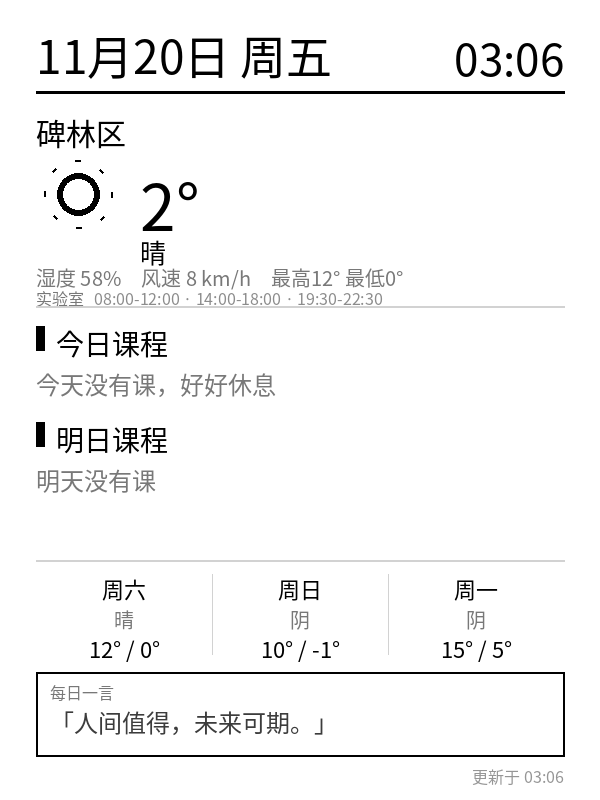 11月20日 周五 03:06
碑林区
2°
晴
湿度 58% 风速 8 km/h 最高12° 最低0°
实验室 08:00-12:00 · 14:00-18:00 · 19:30-22:30
今日课程
今天没有课，好好休息
明日课程
明天没有课
周六 周日 周一
晴 阴 阴
12° / 0° 10° / -1° 15° / 5°
每日一言
「人间值得，未来可期。」
更新于 03:06